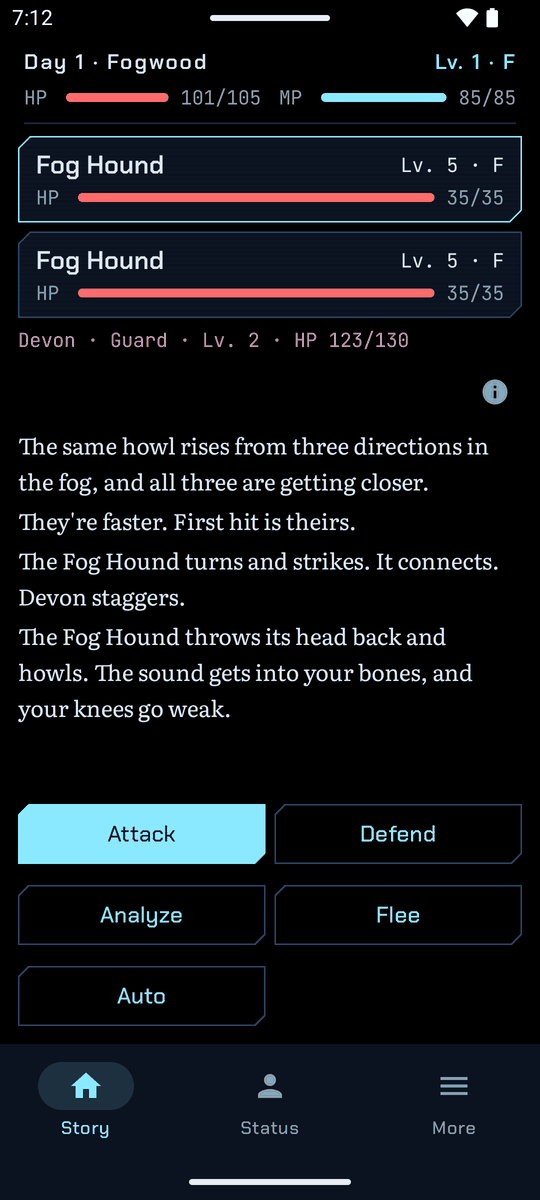 7:12
Day 1 · Fogwood Lv. 1 · F
HP 101/105 MP 85/85
Fog Hound Lv. 5 · F
HP 35/35
Fog Hound Lv. 5 · F
HP 35/35
Devon · Guard · Lv. 2 · HP 123/130
The same howl rises from three directions in
the fog, and all three are getting closer.
They're faster. First hit is theirs.
The Fog Hound turns and strikes. It connects.
Devon staggers.
The Fog Hound throws its head back and
howls. The sound gets into your bones, and
your knees go weak.
Attack Defend
Analyze Flee
Auto
Story Status More